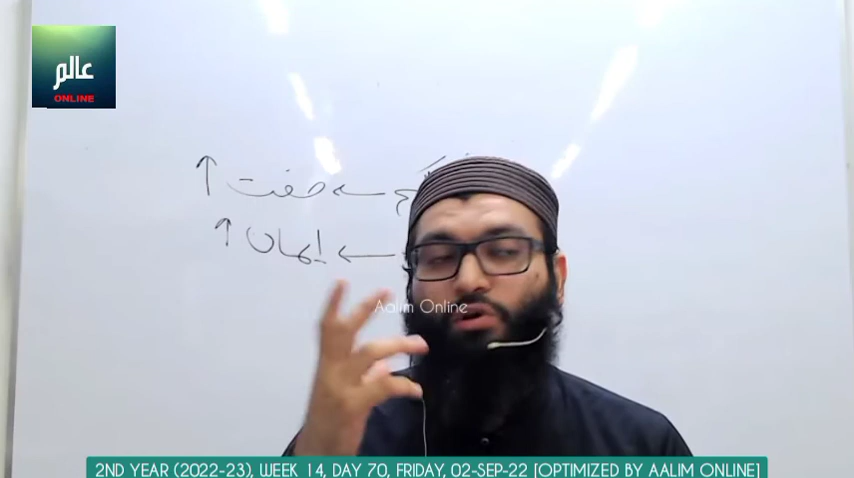 عالم
ONLINE
صفت ↑
← ایمان ↑
Aalim Online
2ND YEAR (2022-23), WEEK 14, DAY 70, FRIDAY, 02-SEP-22 [OPTIMIZED BY AALIM ONLINE]